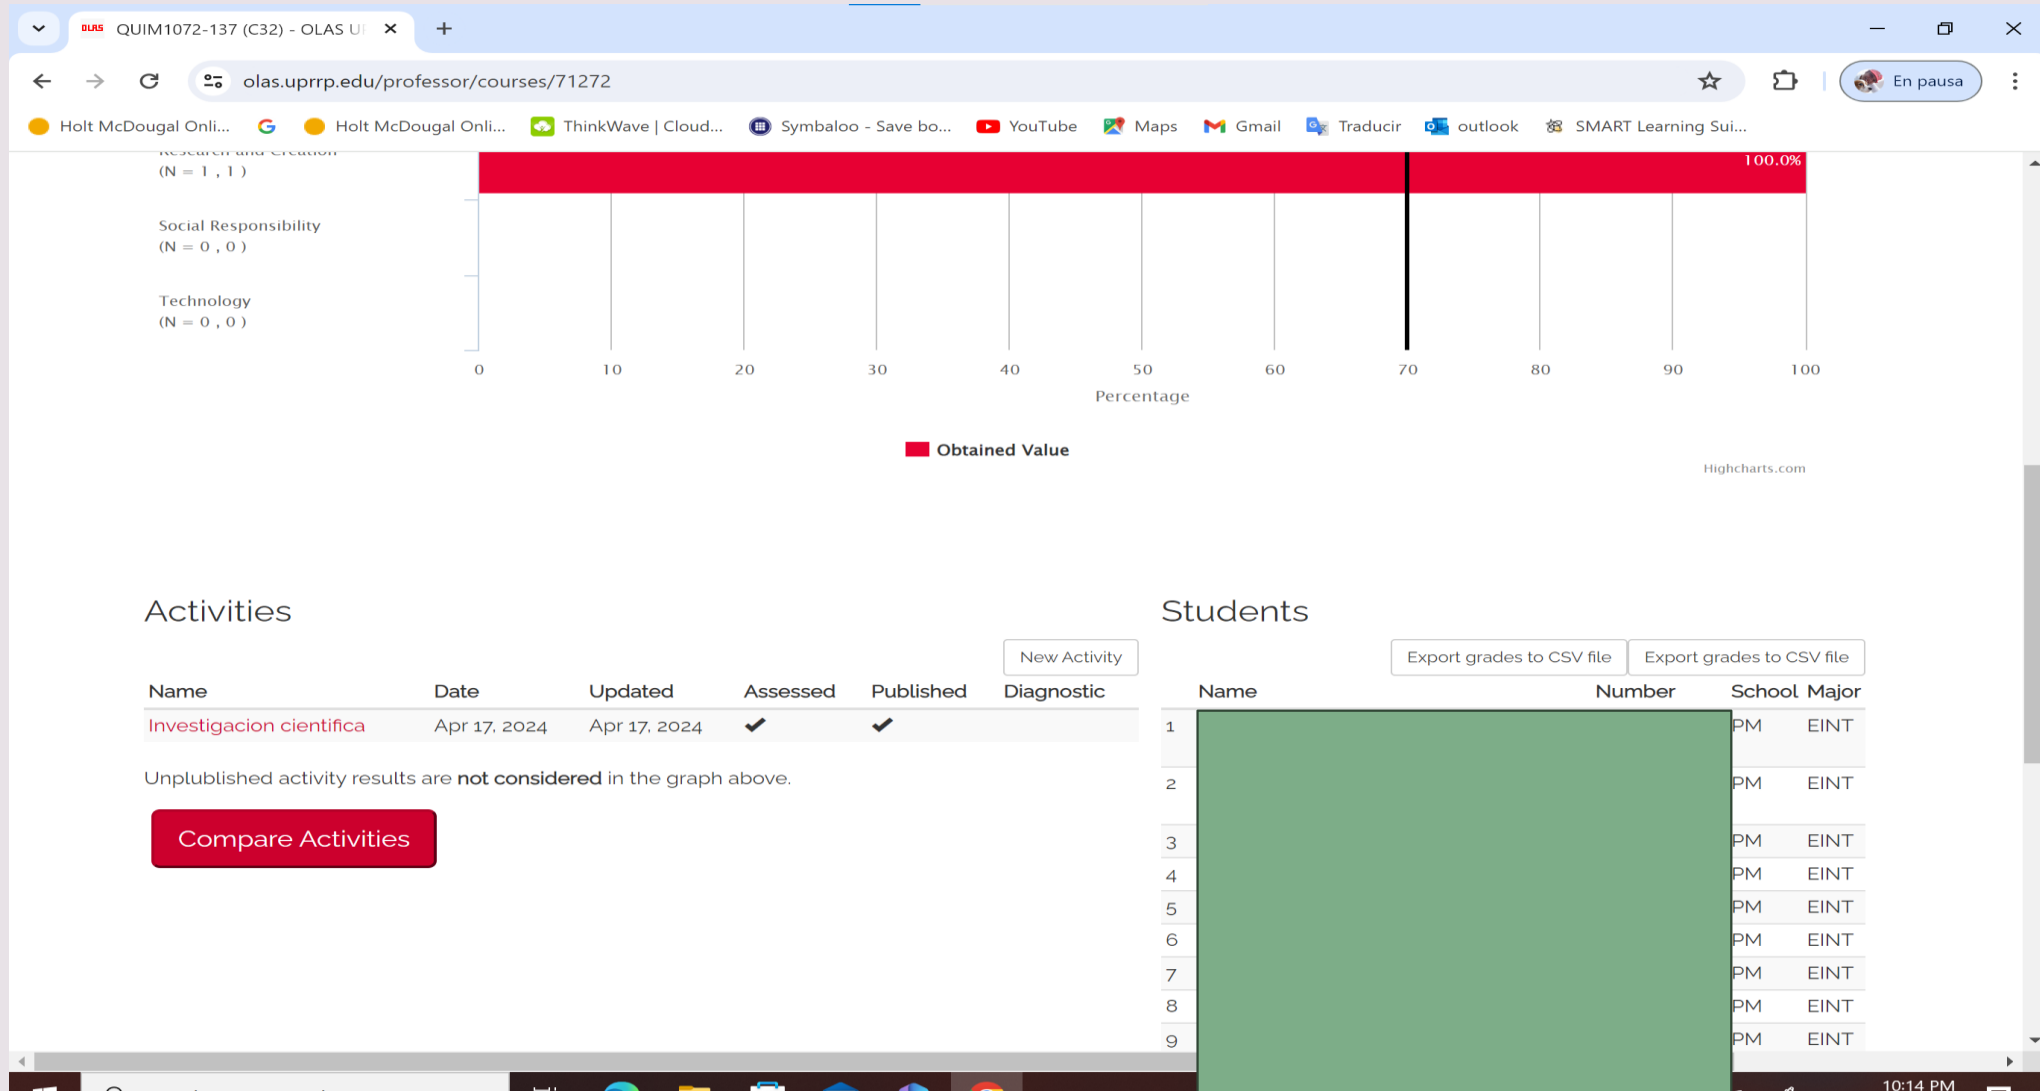 OLAS QUIM1072-137 (C32) - OLAS U
olas.uprrp.edu/professor/courses/71272
En pausa
Holt McDougal Onli... Holt McDougal Onli... ThinkWave | Cloud... Symbaloo - Save bo... YouTube Maps Gmail Traducir outlook SMART Learning Sui...
Research and Creation
(N = 1 , 1 )
100.0%
Social Responsibility
(N = 0 , 0 )
Technology
(N = 0 , 0 )
0 10 20 30 40 50 60 70 80 90 100
Percentage
Obtained Value
Highcharts.com
Activities
New Activity
Name Date Updated Assessed Published Diagnostic
Investigacion cientifica Apr 17, 2024 Apr 17, 2024
Unplublished activity results are not considered in the graph above.
Compare Activities
Students
Export grades to CSV file Export grades to CSV file
Name Number School Major
1 PM EINT
2 PM EINT
3 PM EINT
4 PM EINT
5 PM EINT
6 PM EINT
7 PM EINT
8 PM EINT
9 PM EINT
10:14 PM